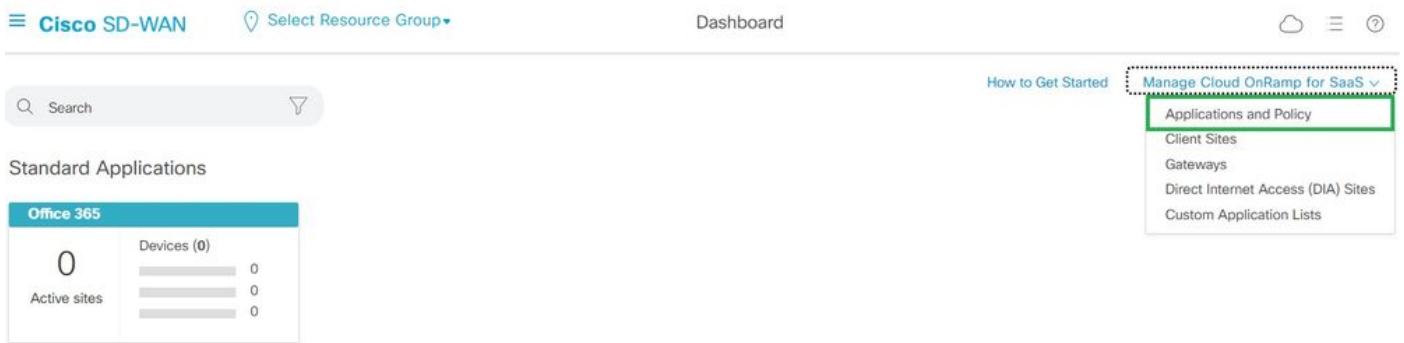 Cisco SD-WAN
Select Resource Group
Dashboard
How to Get Started
Manage Cloud OnRamp for SaaS
Search
Applications and Policy
Client Sites
Gateways
Direct Internet Access (DIA) Sites
Custom Application Lists
Standard Applications
Office 365
0
Active sites
Devices (0)
0
0
0